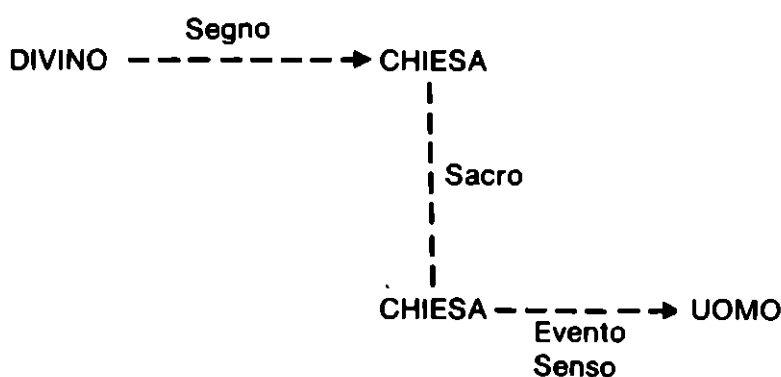 Segno
DIVINO CHIESA
Sacro
CHIESA UOMO
Evento
Senso